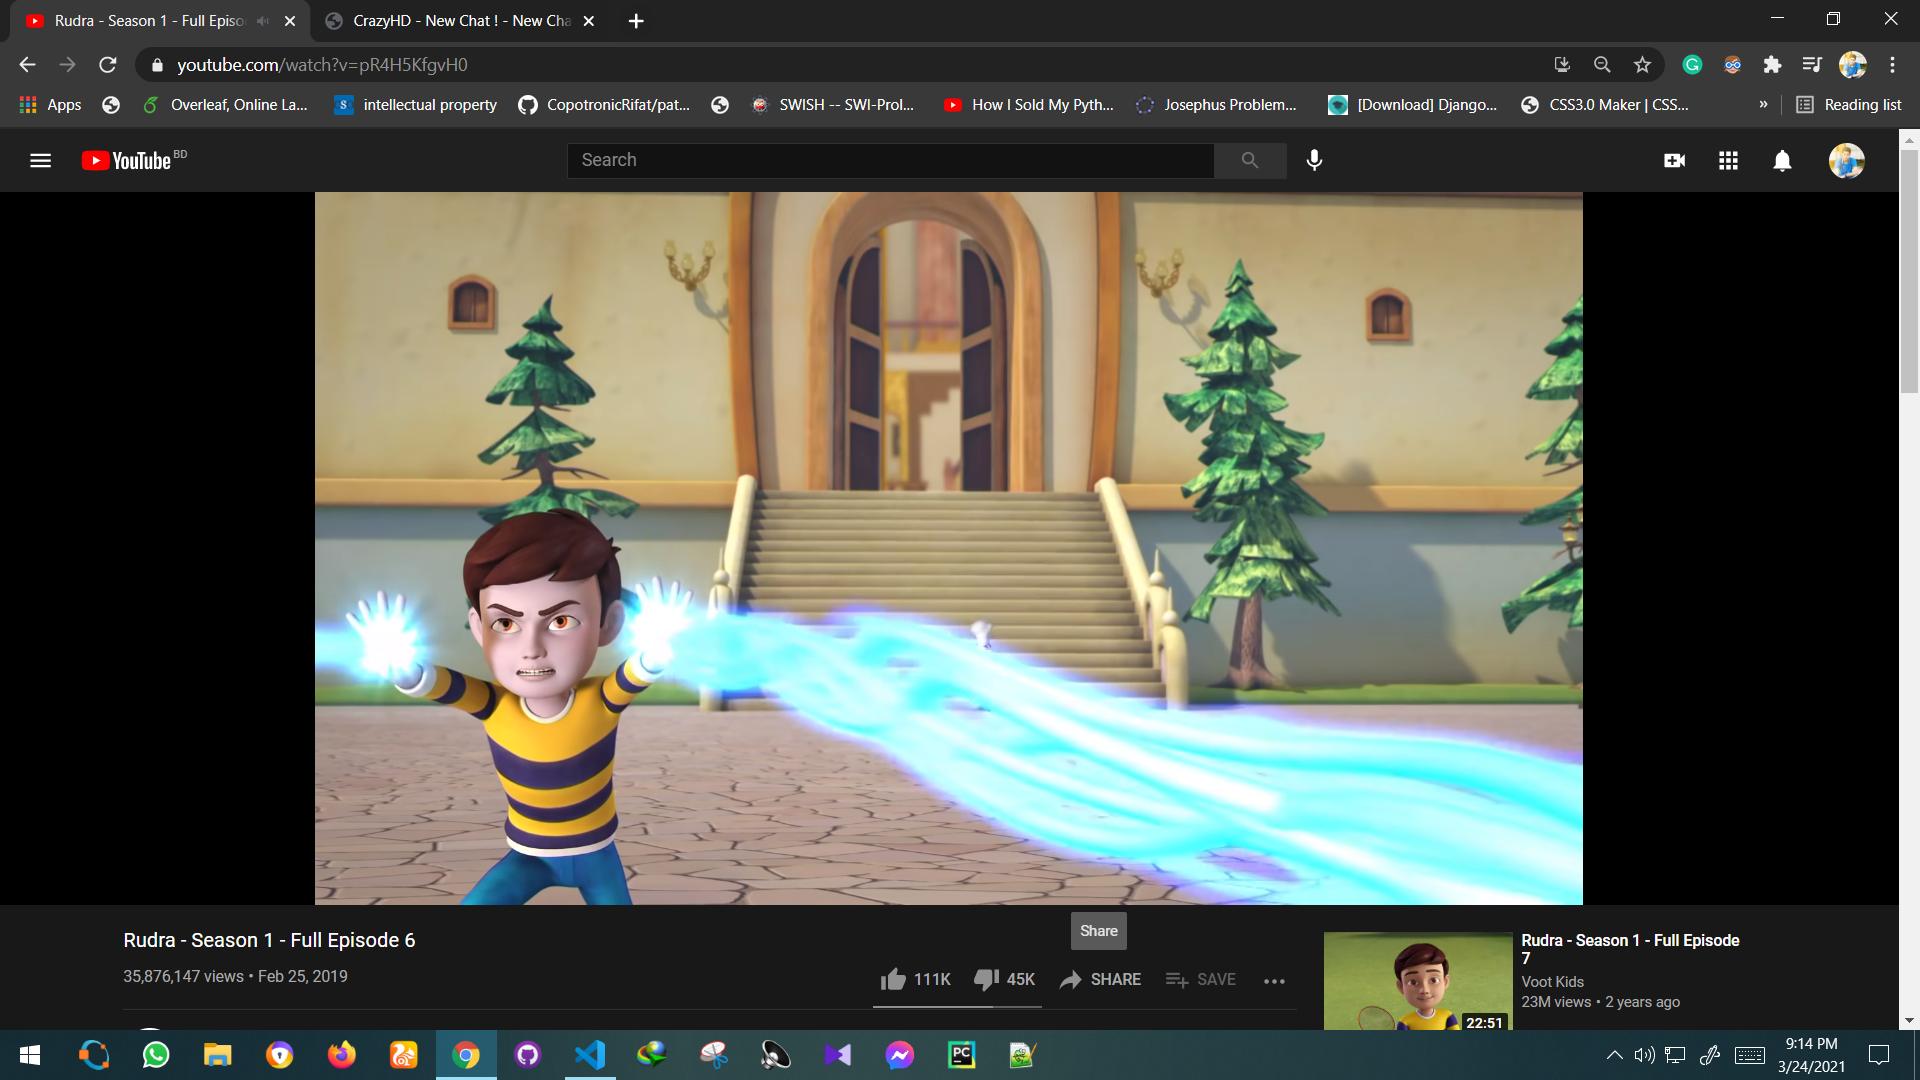 Rudra - Season 1 - Full Episo
CrazyHD - New Chat ! - New Cha
youtube.com/watch?v=pR4H5KfgvH0
Apps
Overleaf, Online La...
S intellectual property
CopotronicRifat/pat...
SWISH -- SWI-Prol...
How I Sold My Pyth...
Josephus Problem...
[Download] Django...
CSS3.0 Maker | CSS...
»
Reading list
YouTube BD
Search
Share
Rudra - Season 1 - Full Episode 6
35,876,147 views • Feb 25, 2019
111K
45K
SHARE
SAVE
22:51
Rudra - Season 1 - Full Episode
7
Voot Kids
23M views • 2 years ago
PC
9:14 PM
3/24/2021